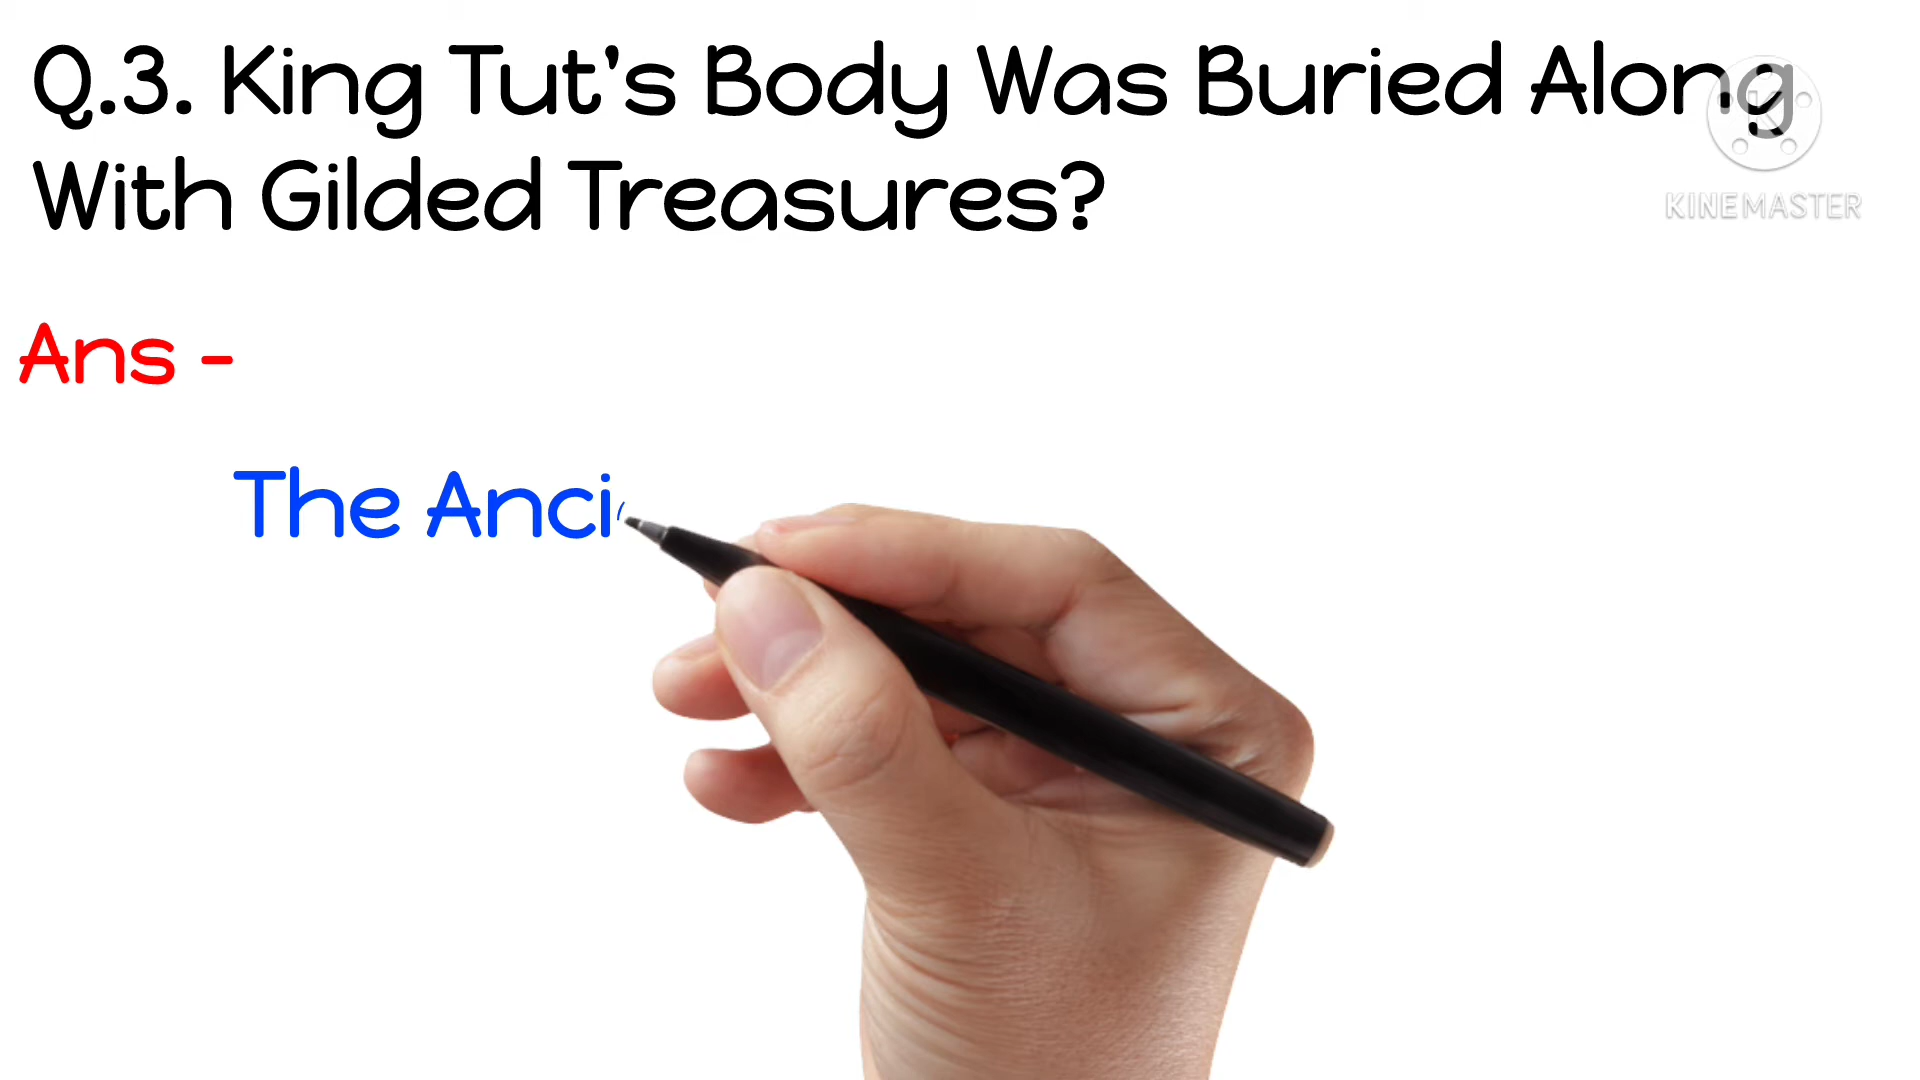 Q.3. King Tut's Body Was Buried Along
With Gilded Treasures?
KINEMASTER
Ans -
The Anci